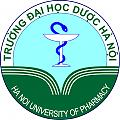 TRƯỜNG ĐẠI HỌC DƯỢC HÀ NỘI
HA NOI UNIVERSITY OF PHARMACY